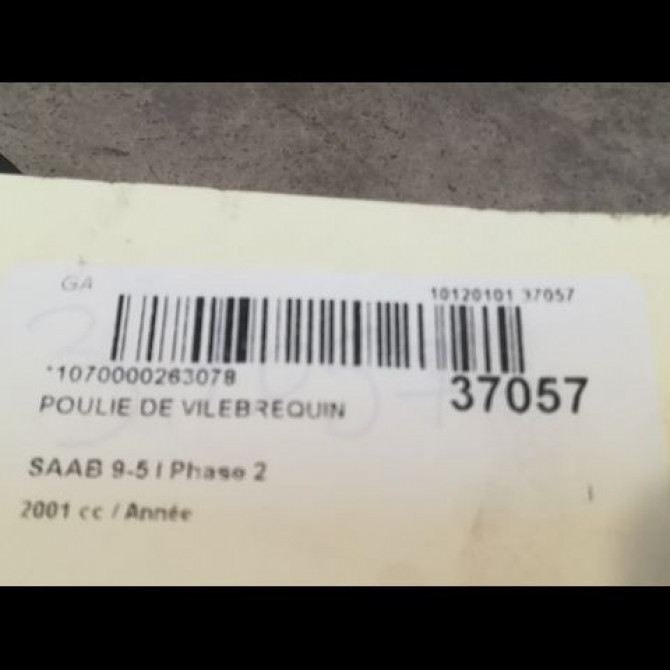 GA
10120101 37057
*1070000263078
37057
POULIE DE VILEBREQUIN
SAAB 9-5 I Phase 2
2001 cc / Année